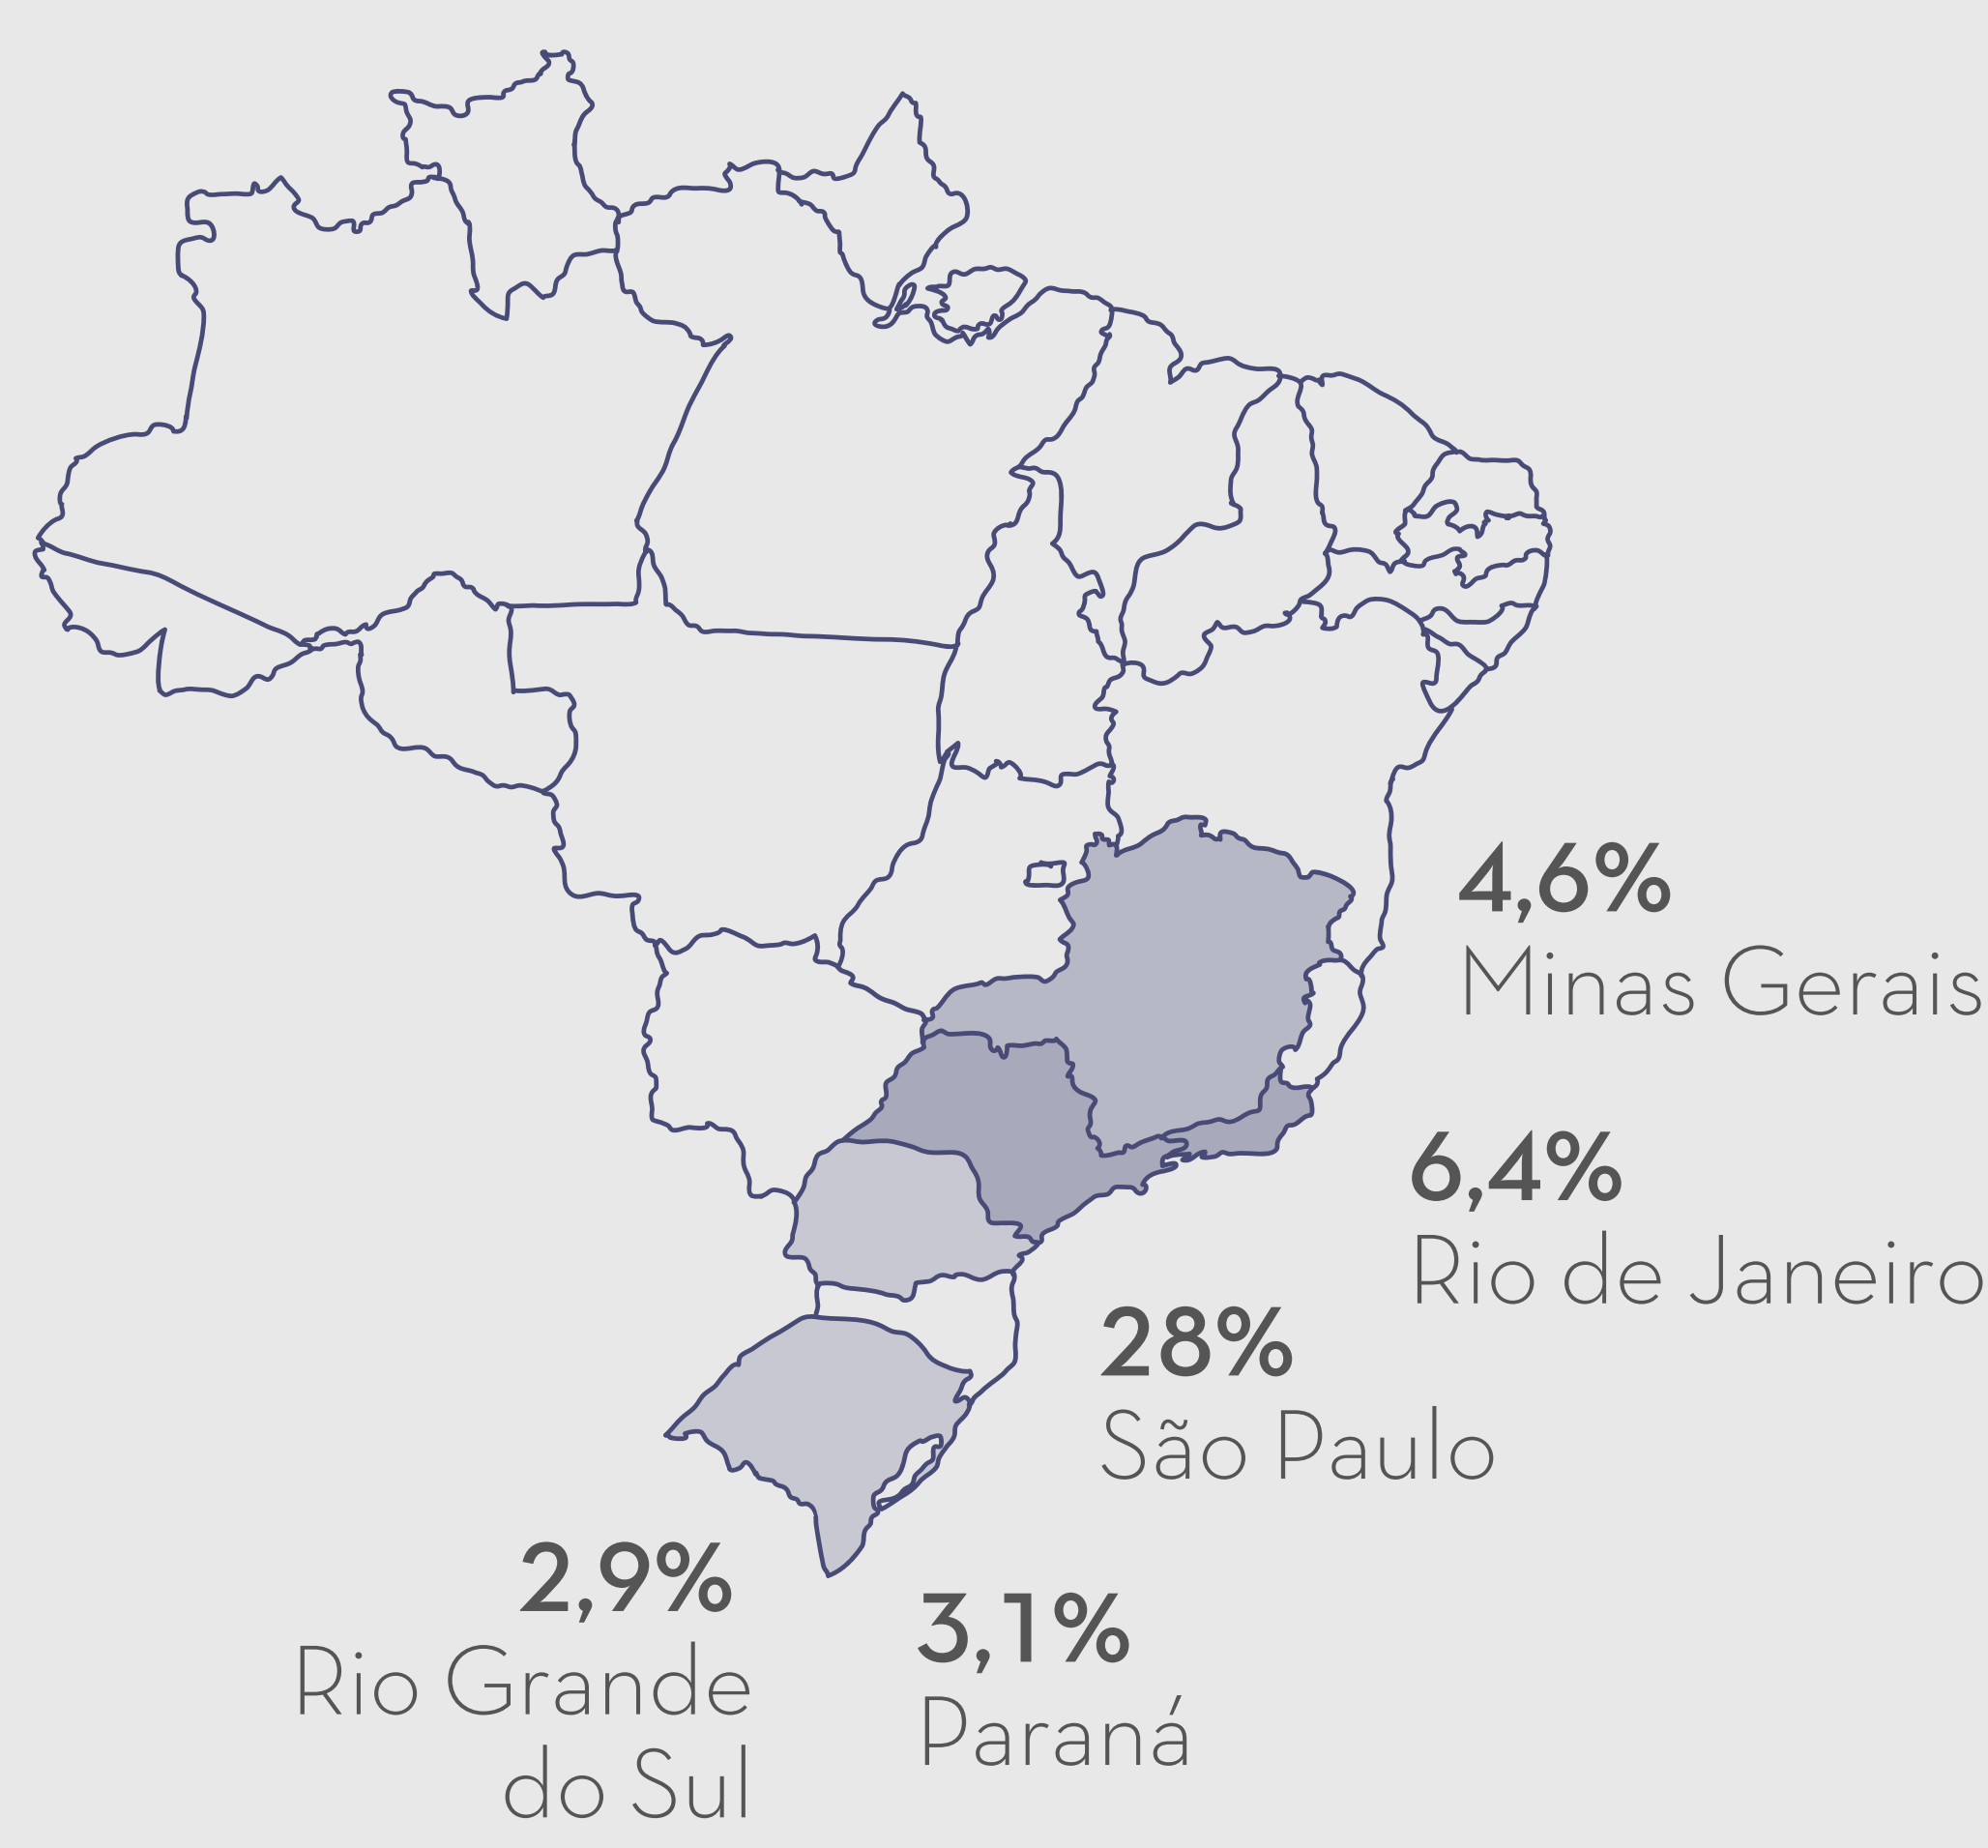 4,6%
Minas Gerais
6,4%
Rio de Janeiro
28%
São Paulo
2,9%
Rio Grande
do Sul
3,1%
Paraná